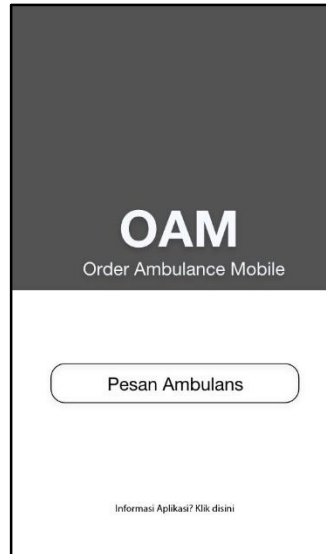 OAM
Order Ambulance Mobile
Pesan Ambulans
Informasi Aplikasi? Klik disini